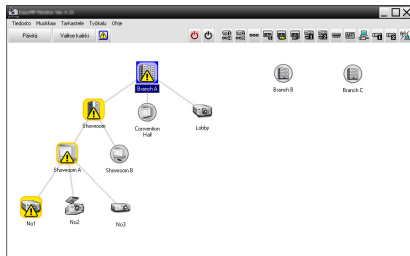 Tiedosto Muokkaa Tarkastele Työkalu Ohje
Päivitä Valitse kaikki
Branch A
Branch B
Branch C
Showroom
Convention
Hall
Lobby
Showroom A
Showroom B
No1
No2
No3